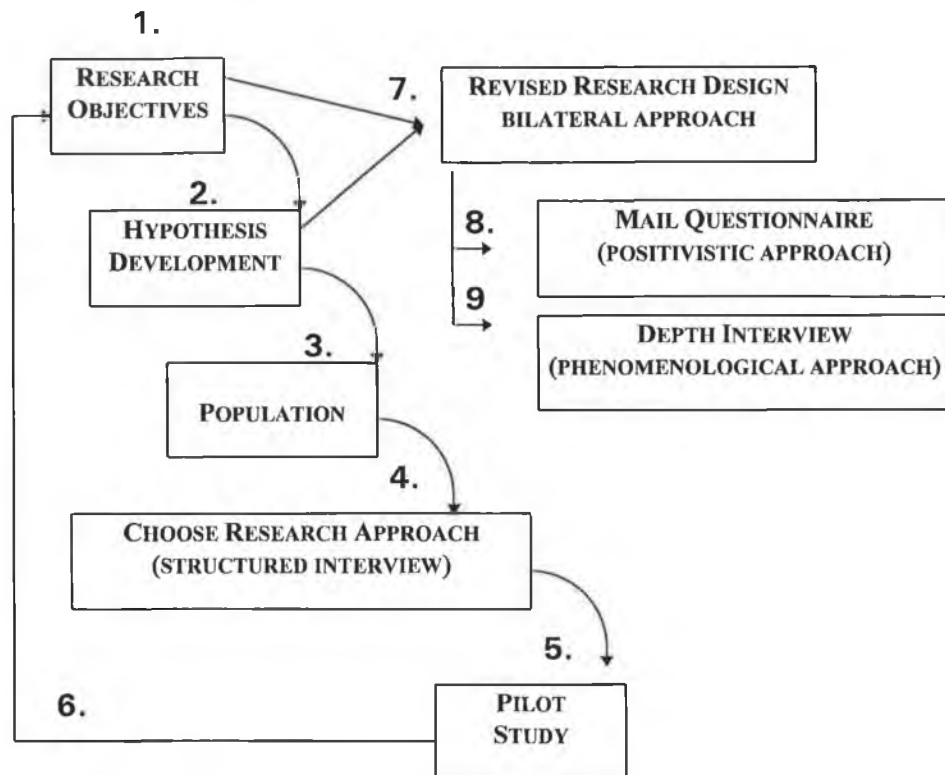 1.
RESEARCH
OBJECTIVES
7.
REVISED RESEARCH DESIGN
BILATERAL APPROACH
2.
HYPOTHESIS
DEVELOPMENT
8.
MAIL QUESTIONNAIRE
(POSITIVISTIC APPROACH)
9
DEPTH INTERVIEW
(PHENOMENOLOGICAL APPROACH)
3.
POPULATION
4.
CHOOSE RESEARCH APPROACH
(STRUCTURED INTERVIEW)
5.
6.
PILOT
STUDY